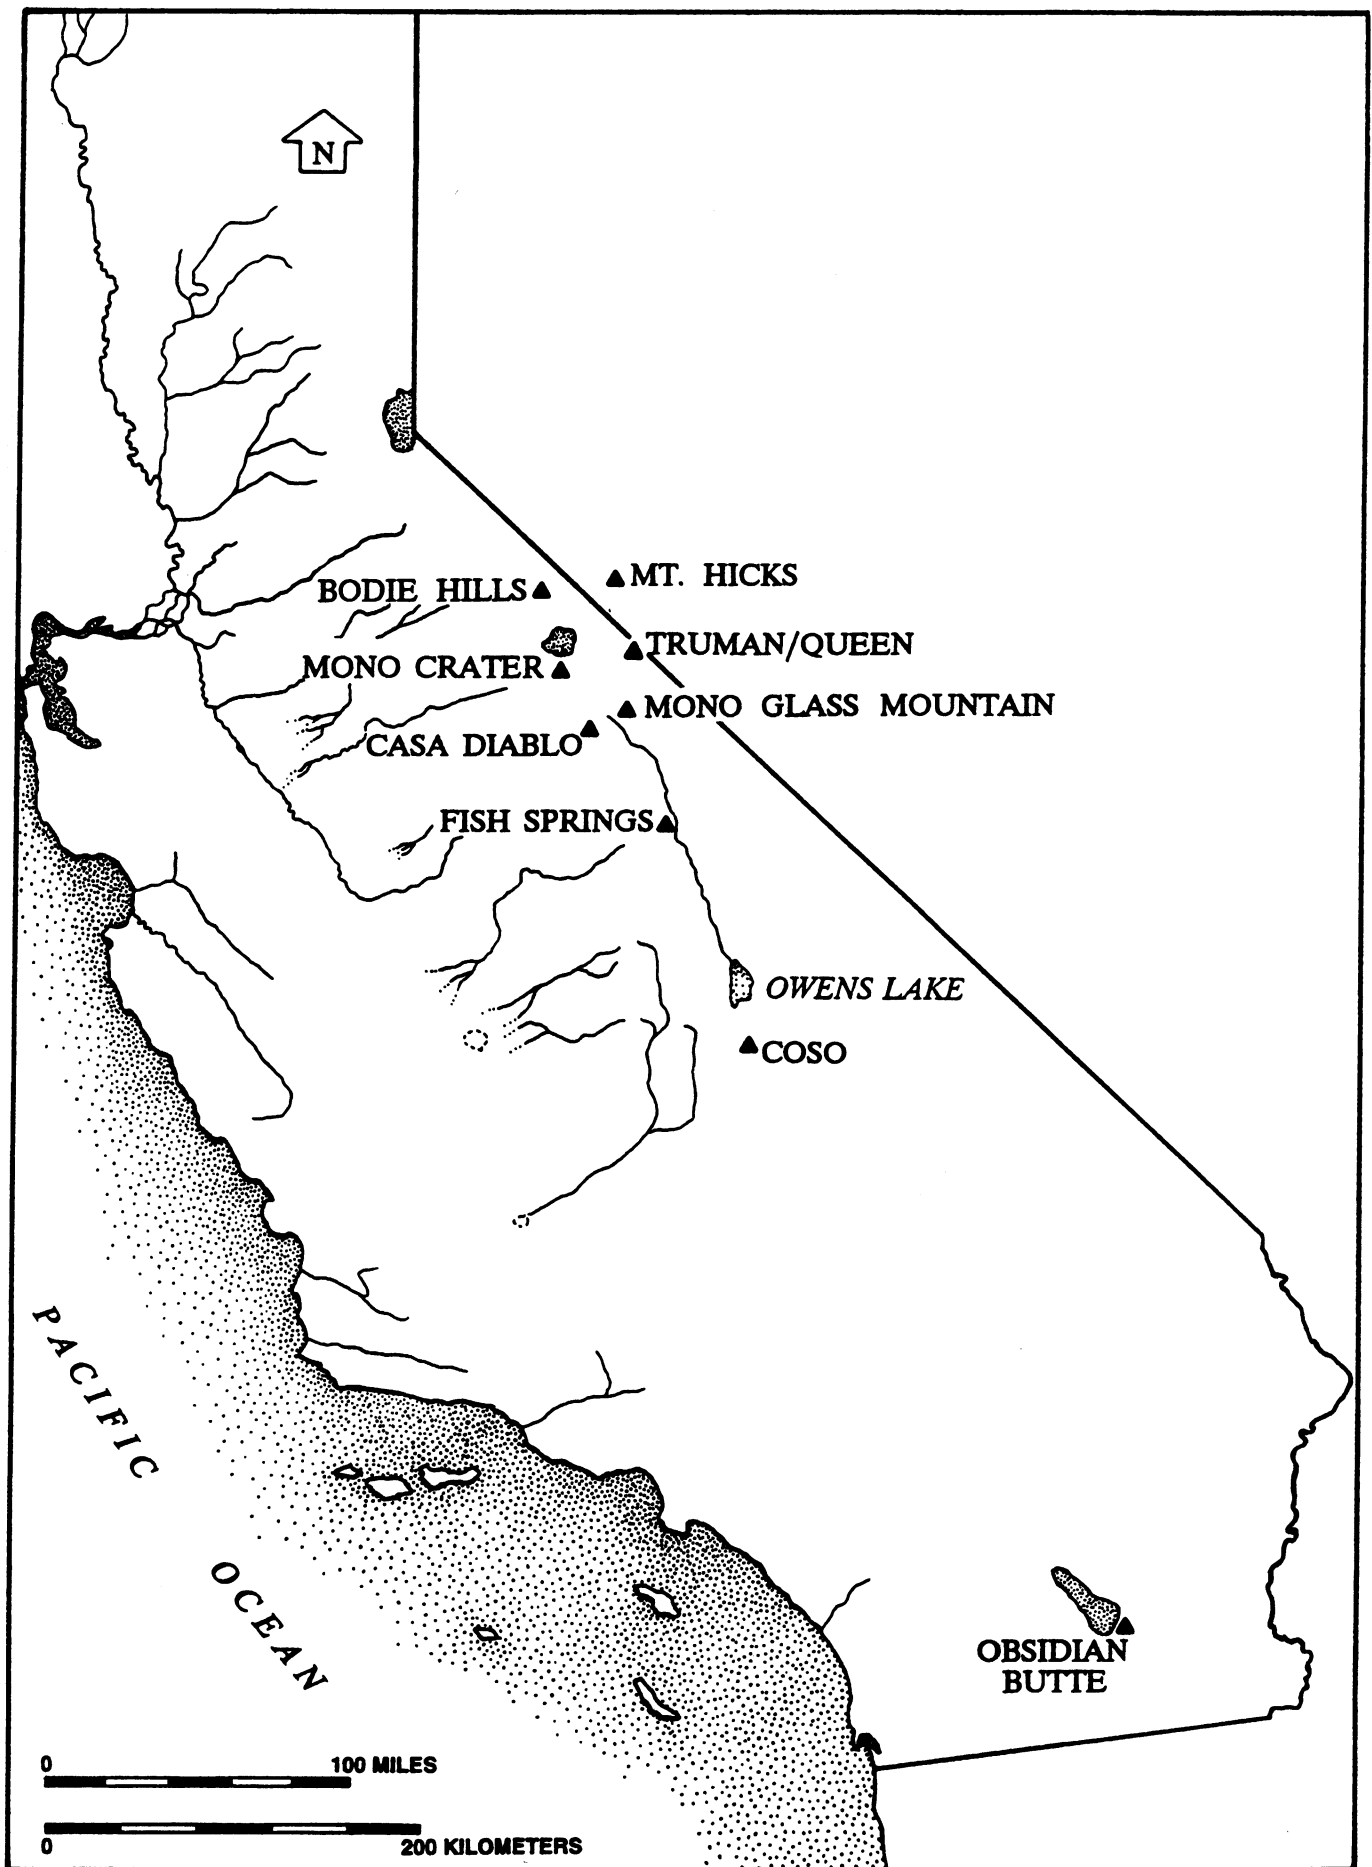 N
MT. HICKS
BODIE HILLS
TRUMAN/QUEEN
MONO CRATER
MONO GLASS MOUNTAIN
CASA DIABLO
FISH SPRINGS
OWENS LAKE
COSO
PACIFIC
OCEAN
OBSIDIAN
BUTTE
0 100 MILES
0 200 KILOMETERS